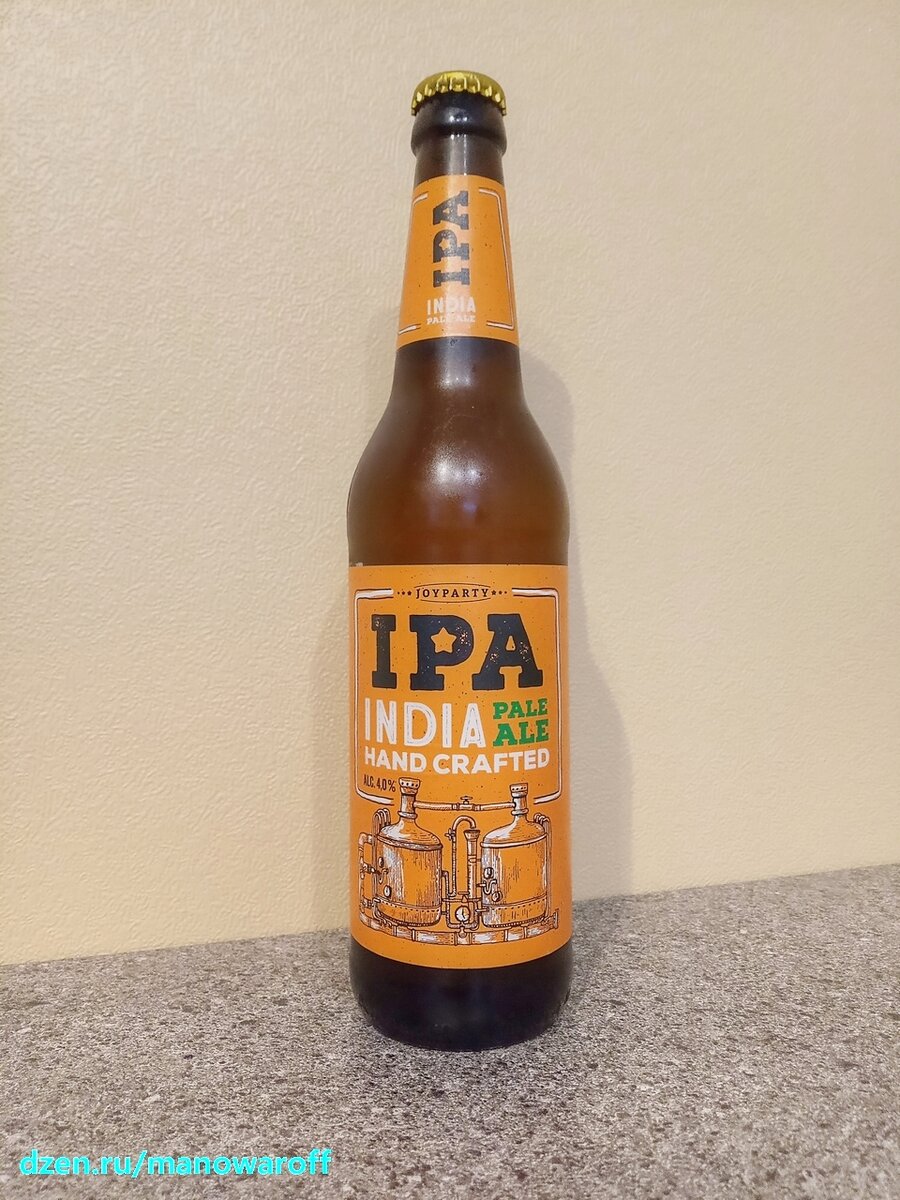 IPA
INDIA
PALE ALE
JOYPARTY
IPA
INDIA PALE
ALE
HAND CRAFTED
ALC. 4,0%
dzen.ru/manowaroff